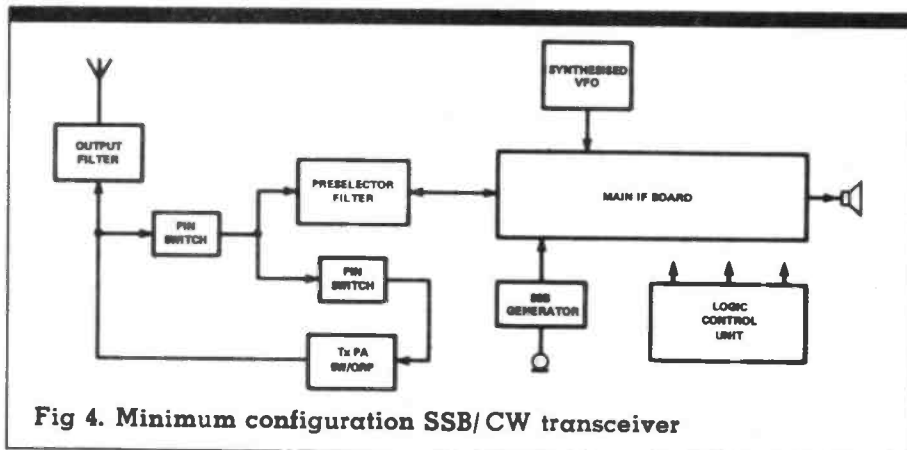 SYNTHESISED
VFO
OUTPUT
FILTER
PRESELECTOR
FILTER
MAIN IF BOARD
PIN
SWITCH
PIN
SWITCH
SSB
GENERATOR
LOGIC
CONTROL
UNIT
Tx PA
5W/QRP
Fig 4. Minimum configuration SSB/CW transceiver